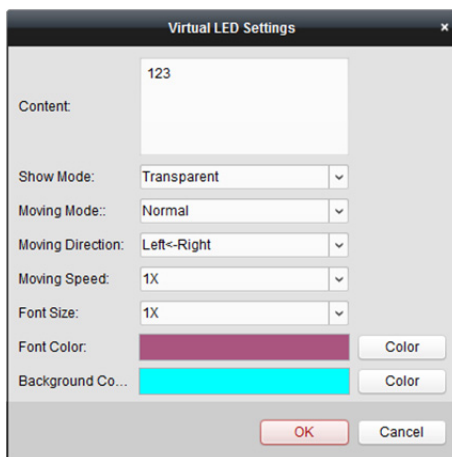 Virtual LED Settings ×
Content: 123
Show Mode: Transparent
Moving Mode:: Normal
Moving Direction: Left<-Right
Moving Speed: 1X
Font Size: 1X
Font Color: Color
Background Co... Color
OK Cancel